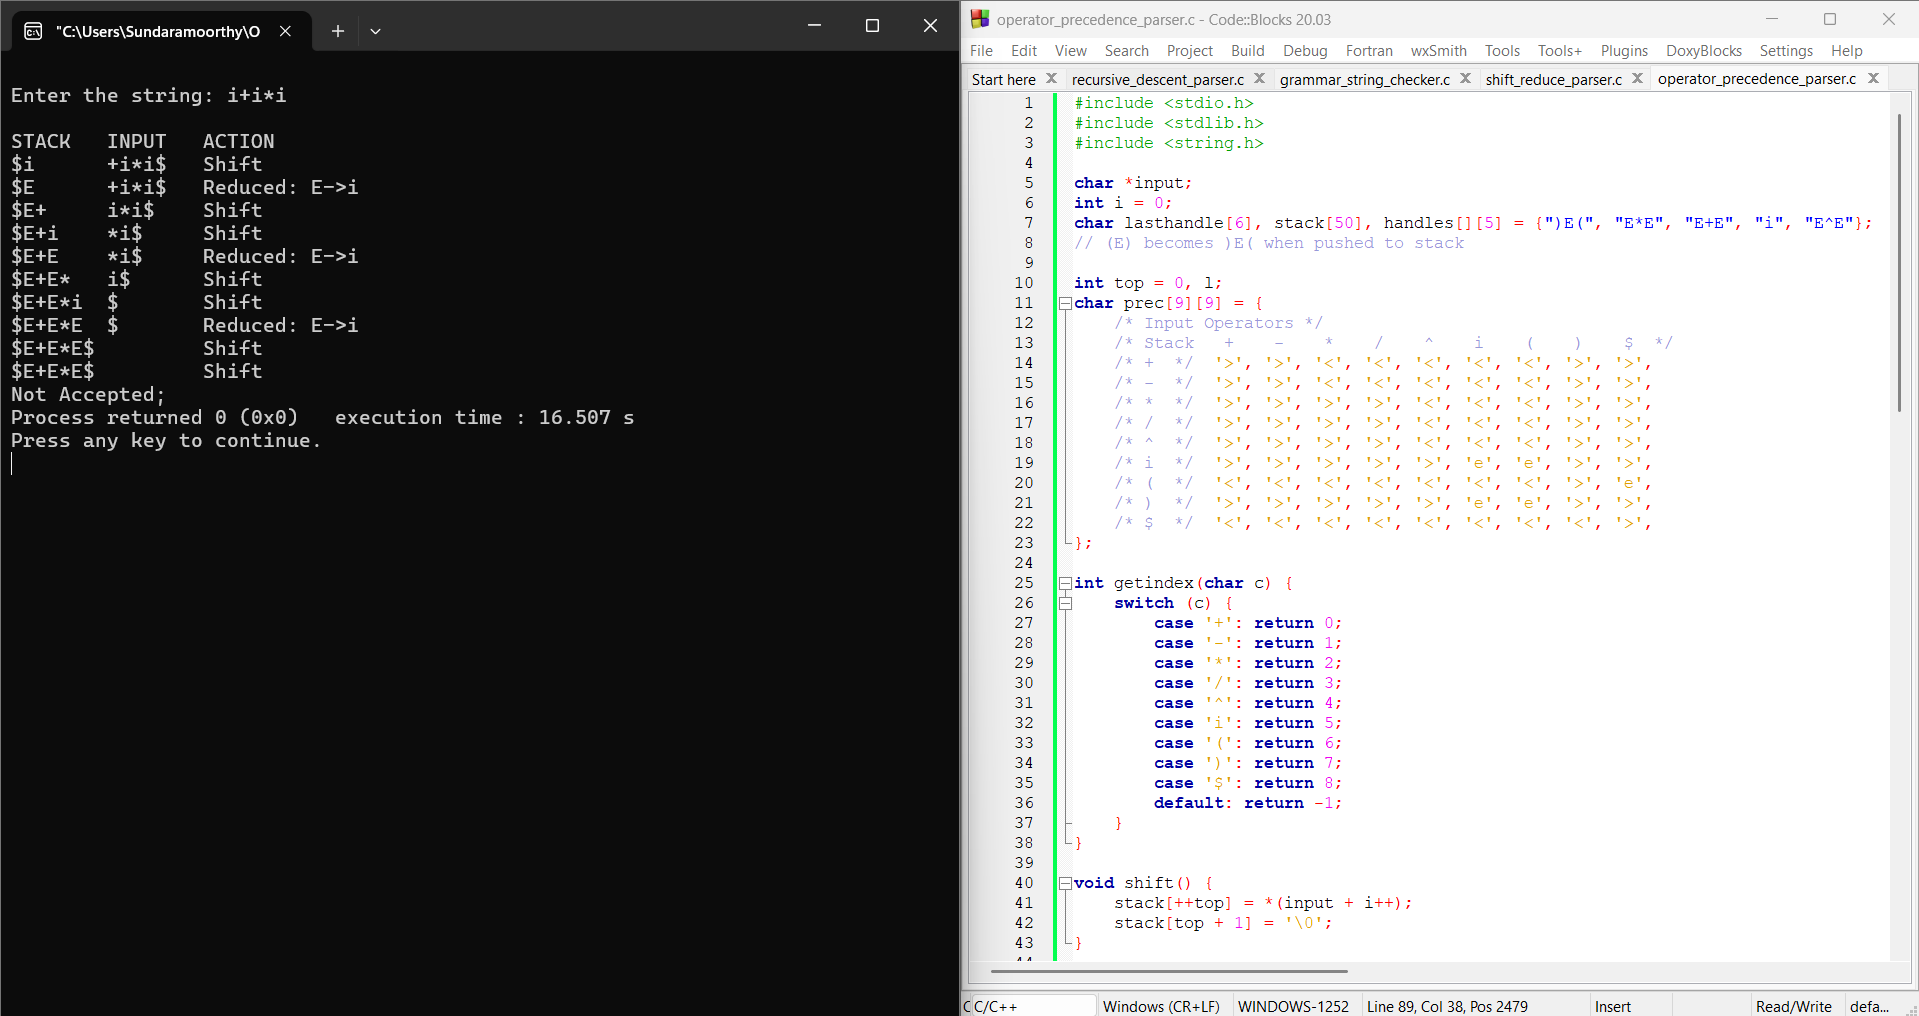 "C:\Users\Sundaramoorthy\O
Enter the string: i+i*i
STACK INPUT ACTION
$i +i*i$ Shift
$E +i*i$ Reduced: E->i
$E+ i*i$ Shift
$E+i *i$ Shift
$E+E *i$ Reduced: E->i
$E+E* i$ Shift
$E+E*i $ Shift
$E+E*E $ Reduced: E->i
$E+E*E$ Shift
$E+E*E$ Shift
Not Accepted;
Process returned 0 (0x0) execution time : 16.507 s
Press any key to continue.
operator_precedence_parser.c - Code::Blocks 20.03
File Edit View Search Project Build Debug Fortran wxSmith Tools Tools+ Plugins DoxyBlocks Settings Help
Start here recursive_descent_parser.c grammar_string_checker.c shift_reduce_parser.c operator_precedence_parser.c
1 #include <stdio.h>
2 #include <stdlib.h>
3 #include <string.h>
4
5 char *input;
6 int i = 0;
7 char lasthandle[6], stack[50], handles[][5] = {")E(", "E*E", "E+E", "i", "E^E"};
8 // (E) becomes )E( when pushed to stack
9
10 int top = 0, l;
11 char prec[9][9] = {
12 /* Input Operators */
13 /* Stack + - * / ^ i ( ) $ */
14 /* + */ '>', '>', '<', '<', '<', '<', '<', '>', '>',
15 /* - */ '>', '>', '<', '<', '<', '<', '<', '>', '>',
16 /* * */ '>', '>', '>', '>', '<', '<', '<', '>', '>',
17 /* / */ '>', '>', '>', '>', '<', '<', '<', '>', '>',
18 /* ^ */ '>', '>', '>', '>', '<', '<', '<', '>', '>',
19 /* i */ '>', '>', '>', '>', '>', 'e', 'e', '>', '>',
20 /* ( */ '<', '<', '<', '<', '<', '<', '<', '>', 'e',
21 /* ) */ '>', '>', '>', '>', '>', 'e', 'e', '>', '>',
22 /* $ */ '<', '<', '<', '<', '<', '<', '<', '<', '>',
23 };
24
25 int getindex(char c) {
26 switch (c) {
27 case '+': return 0;
28 case '-': return 1;
29 case '*': return 2;
30 case '/': return 3;
31 case '^': return 4;
32 case 'i': return 5;
33 case '(': return 6;
34 case ')': return 7;
35 case '$': return 8;
36 default: return -1;
37 }
38 }
39
40 void shift() {
41 stack[++top] = *(input + i++);
42 stack[top + 1] = '\0';
43 }
44
C C/C++ Windows (CR+LF) WINDOWS-1252 Line 89, Col 38, Pos 2479 Insert Read/Write defa...